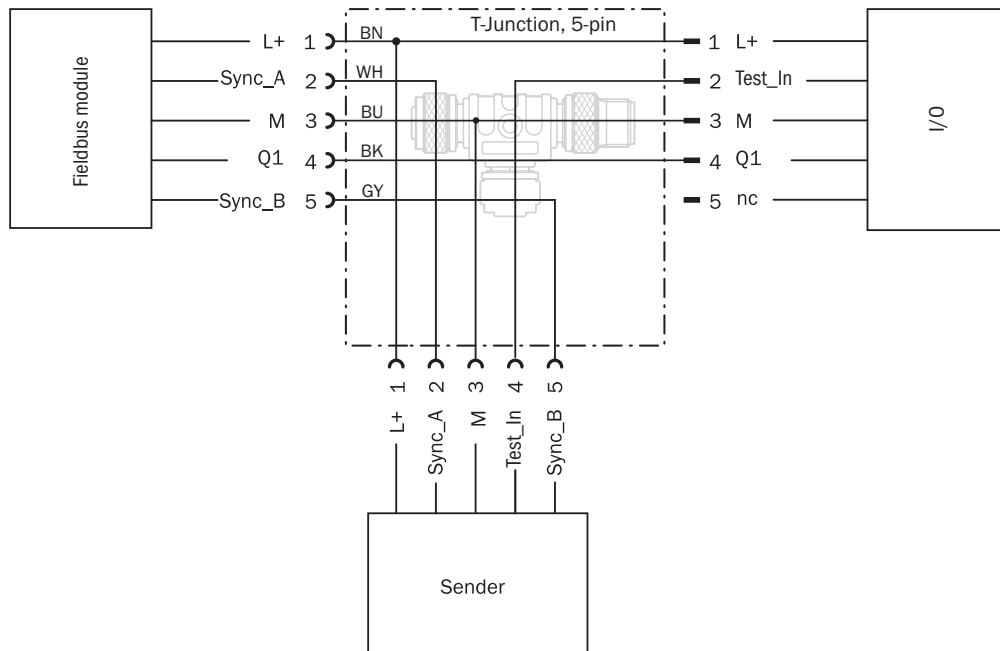 T-Junction, 5-pin
Fieldbus module
L+ 1 BN
Sync_A 2 WH
M 3 BU
Q1 4 BK
Sync_B 5 GY
1 L+
2 Test_In
3 M
4 Q1
5 nc
I/O
1 L+
2 Sync_A
3 M
4 Test_In
5 Sync_B
Sender